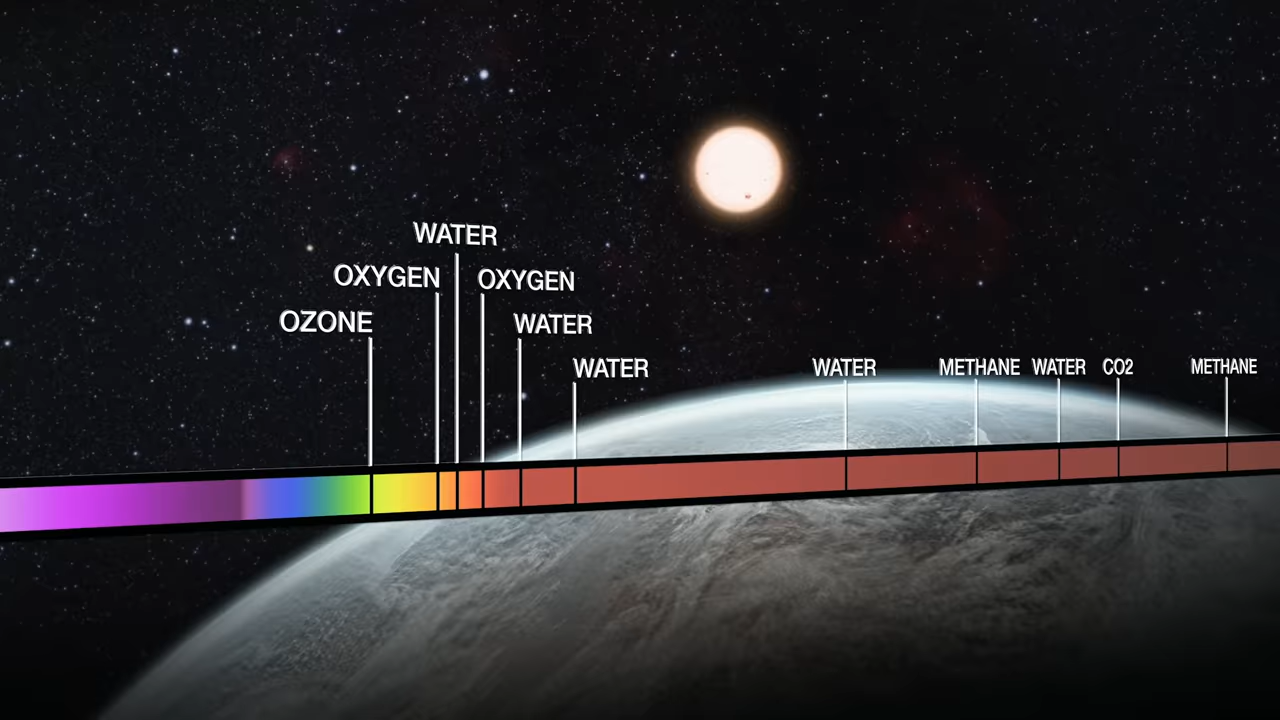 WATER
OXYGEN
OXYGEN
OZONE
WATER
WATER
WATER
METHANE
WATER
CO2
METHANE